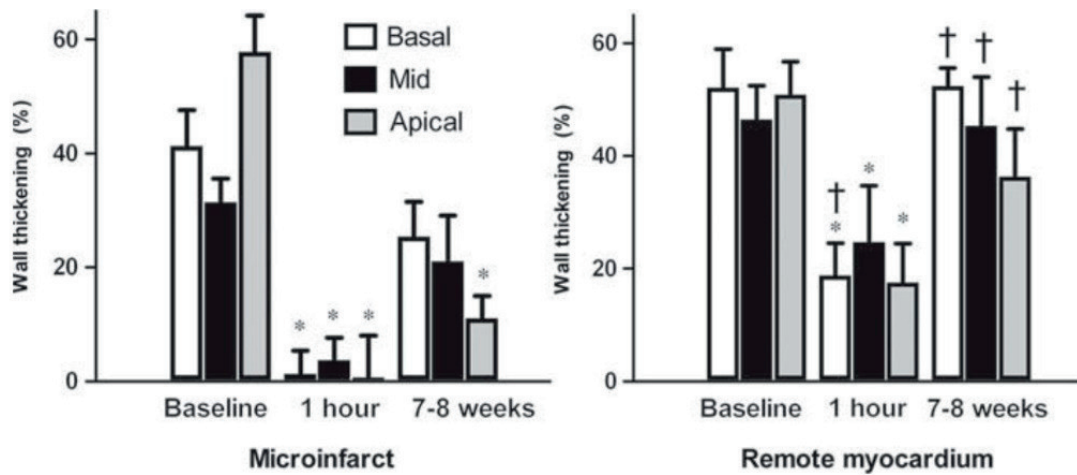 Wall thickening (%)
60
40
20
0
Basal
Mid
Apical
*
*
*
*
Baseline
1 hour
7-8 weeks
Microinfarct
Wall thickening (%)
60
40
20
0
†
*
*
*
†
†
†
Baseline
1 hour
7-8 weeks
Remote myocardium